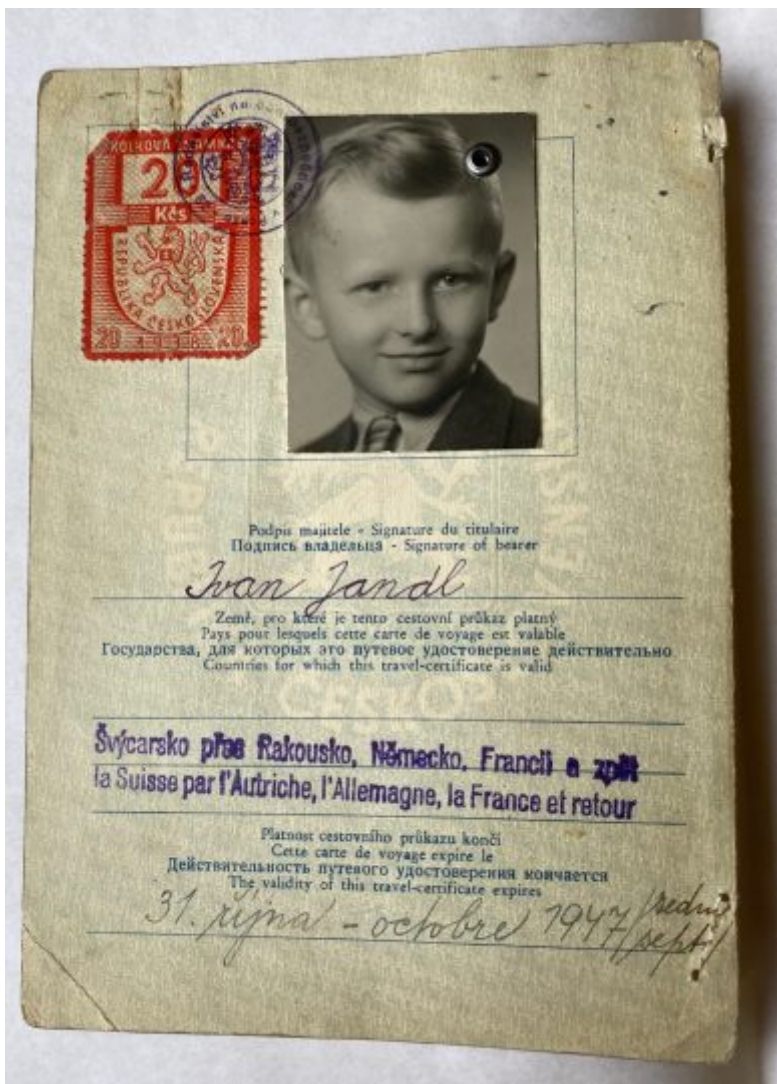 KOLKOVÁ ZNÁMKA
20
Kčs
REPUBLIKA ČESKOSLOVENSKÁ
20 1938 20
Podpis majitele - Signature du titulaire
Подпись владельца - Signature of bearer
Ivan Jandl
Země, pro které je tento cestovní průkaz platný
Pays pour lesquels cette carte de voyage est valable
Государства, для которых это путевое удостоверение действительно
Countries for which this travel-certificate is valid
Švýcarsko přes Rakousko, Německo, Francii a zpět
la Suisse par l'Autriche, l'Allemagne, la France et retour
Platnost cestovního průkazu končí
Cette carte de voyage expire le
Действительность путевого удостоверения кончается
The validity of this travel-certificate expires
31. října - octobre 1947 /sedm/
/sept/